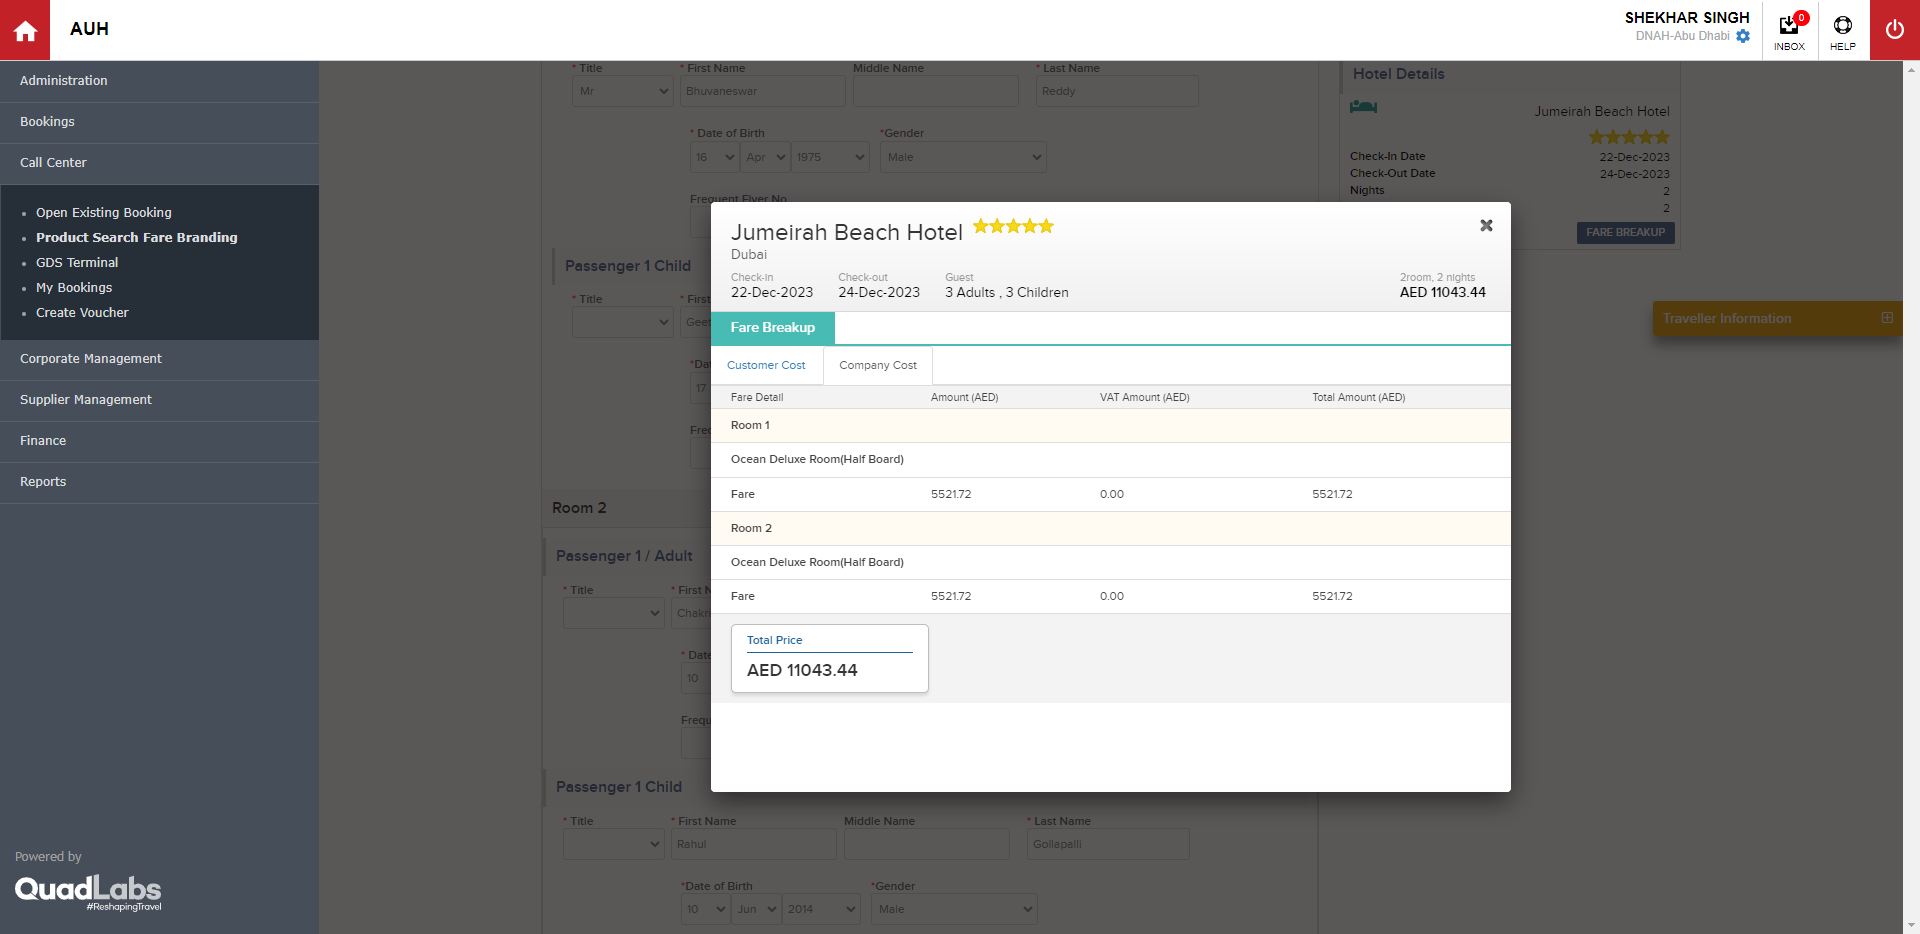 AUH
SHEKHAR SINGH
DNAH-Abu Dhabi
0
INBOX
HELP
Administration
Bookings
Call Center
Open Existing Booking
Product Search Fare Branding
GDS Terminal
My Bookings
Create Voucher
Corporate Management
Supplier Management
Finance
Reports
Powered by
QuadLabs
#ReshapingTravel
* Title * First Name Middle Name * Last Name
Mr Bhuvaneswar Reddy
* Date of Birth *Gender
16 Apr 1975 Male
Frequent Flyer No
Passenger 1 Child
* Title * First
17
Room 2
Passenger 1 / Adult
* Title * First N
* Date
10
Passenger 1 Child
* Title * First Name Middle Name * Last Name
Rahul Gollapalli
*Date of Birth *Gender
10 Jun 2014 Male
Hotel Details
Jumeirah Beach Hotel
Check-In Date 22-Dec-2023
Check-Out Date 24-Dec-2023
Nights 2
2
FARE BREAKUP
Traveller Information
Jumeirah Beach Hotel
Dubai
Check-in Check-out Guest 2room, 2 nights
22-Dec-2023 24-Dec-2023 3 Adults , 3 Children AED 11043.44
Fare Breakup
Customer Cost Company Cost
Fare Detail Amount (AED) VAT Amount (AED) Total Amount (AED)
Room 1
Ocean Deluxe Room(Half Board)
Fare 5521.72 0.00 5521.72
Room 2
Ocean Deluxe Room(Half Board)
Fare 5521.72 0.00 5521.72
Total Price
AED 11043.44